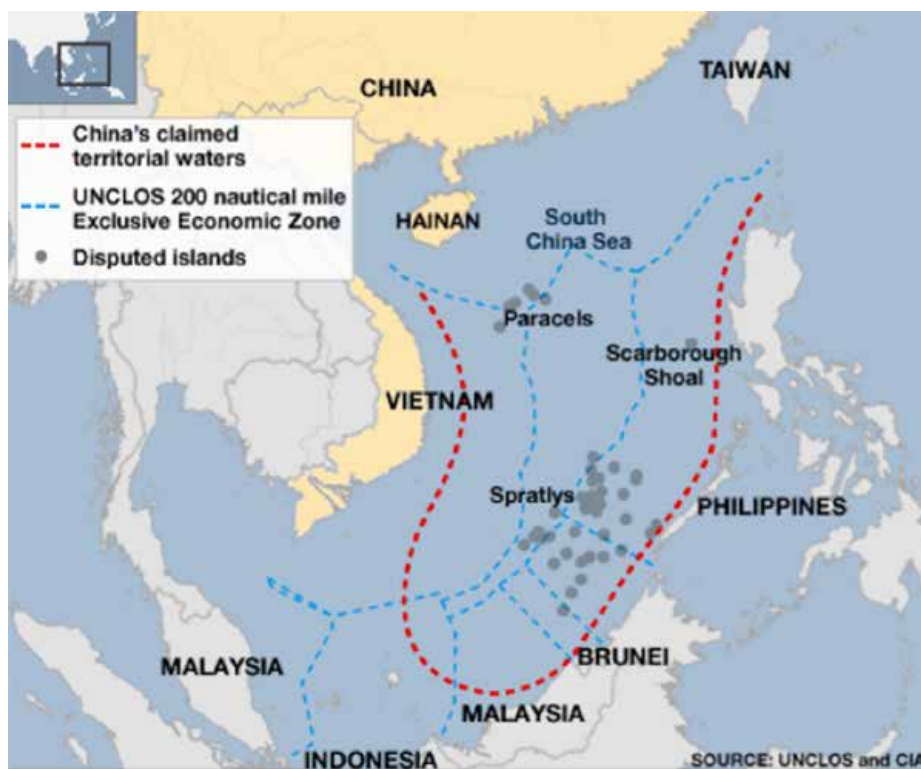 CHINA
TAIWAN
China's claimed
territorial waters
UNCLOS 200 nautical mile
Exclusive Economic Zone
Disputed islands
HAINAN
South
China Sea
Paracels
Scarborough
Shoal
VIETNAM
Spratlys
PHILIPPINES
MALAYSIA
BRUNEI
MALAYSIA
INDONESIA
SOURCE: UNCLOS and CIA